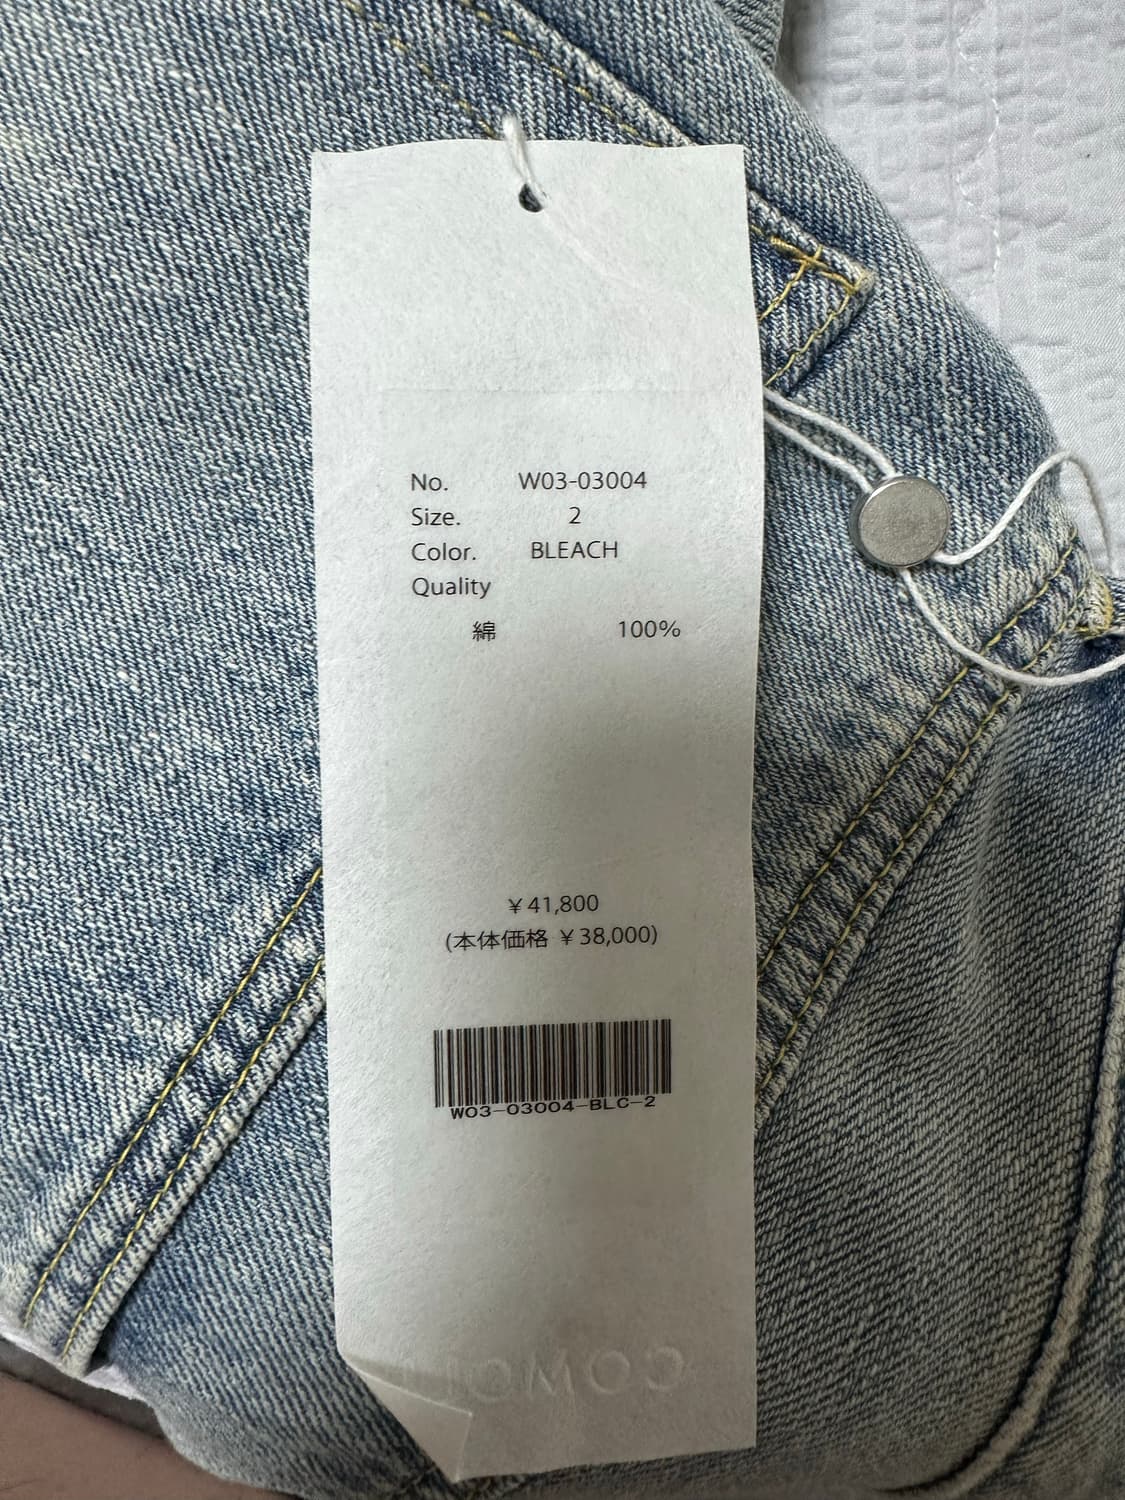 No. W03-03004
Size. 2
Color. BLEACH
Quality
綿 100%
￥41,800
(本体価格 ￥38,000)
W03-03004-BLC-2
COMOLI